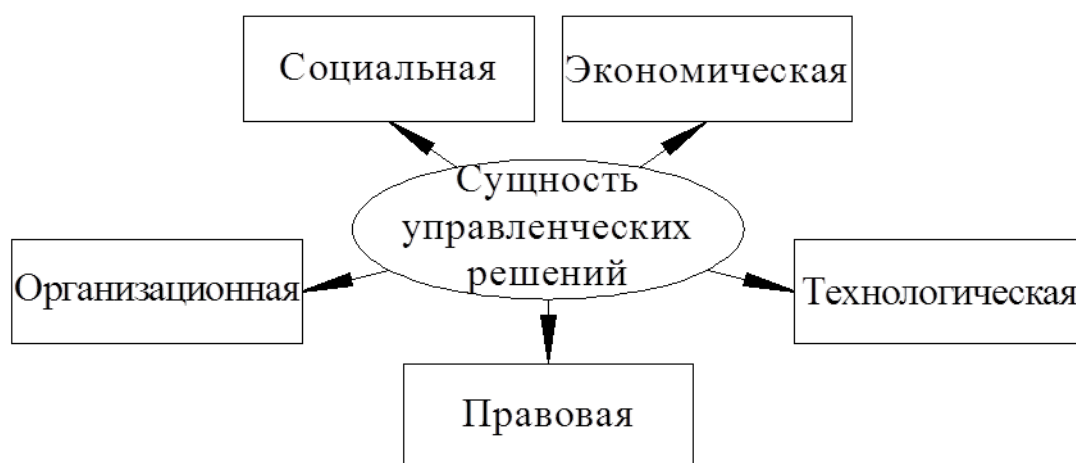 Социальная
Экономическая
Сущность
управленческих
решений
Организационная
Технологическая
Правовая